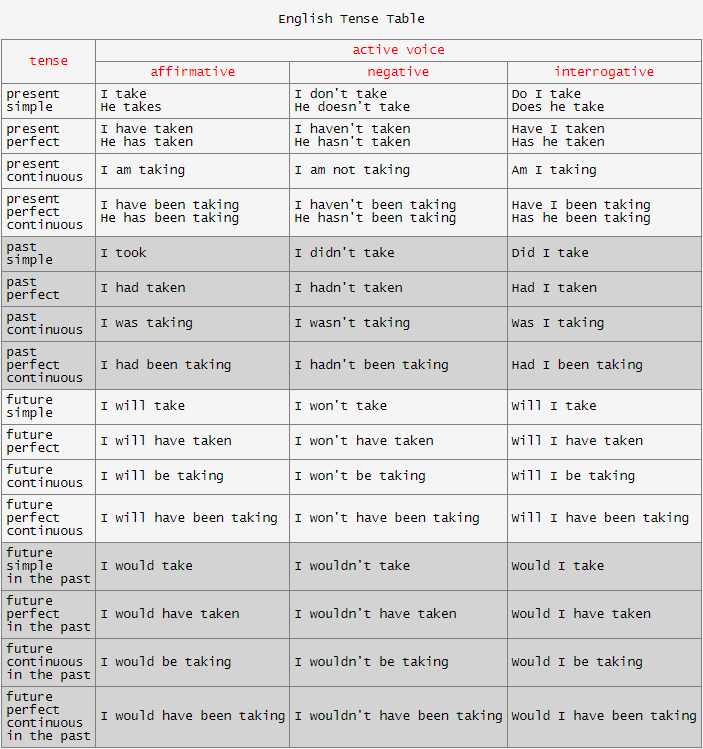 English Tense Table
tense
active voice
affirmative negative interrogative
present
simple
I take
He takes
I don't take
He doesn't take
Do I take
Does he take
present
perfect
I have taken
He has taken
I haven't taken
He hasn't taken
Have I taken
Has he taken
present
continuous
I am taking
I am not taking
Am I taking
present
perfect
continuous
I have been taking
He has been taking
I haven't been taking
He hasn't been taking
Have I been taking
Has he been taking
past
simple
I took
I didn't take
Did I take
past
perfect
I had taken
I hadn't taken
Had I taken
past
continuous
I was taking
I wasn't taking
Was I taking
past
perfect
continuous
I had been taking
I hadn't been taking
Had I been taking
future
simple
I will take
I won't take
Will I take
future
perfect
I will have taken
I won't have taken
Will I have taken
future
continuous
I will be taking
I won't be taking
Will I be taking
future
perfect
continuous
I will have been taking
I won't have been taking
Will I have been taking
future
simple
in the past
I would take
I wouldn't take
Would I take
future
perfect
in the past
I would have taken
I wouldn't have taken
Would I have taken
future
continuous
in the past
I would be taking
I wouldn't be taking
Would I be taking
future
perfect
continuous
in the past
I would have been taking
I wouldn't have been taking
Would I have been taking